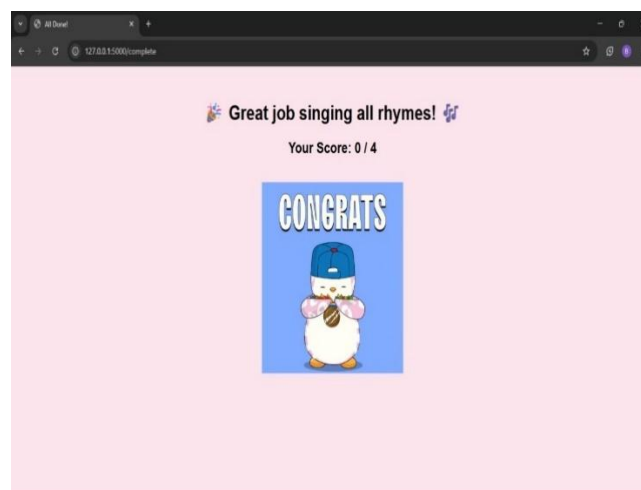 All Done!
127.0.0.1:5000/complete
🎉 Great job singing all rhymes! 🎶
Your Score: 0 / 4
CONGRATS